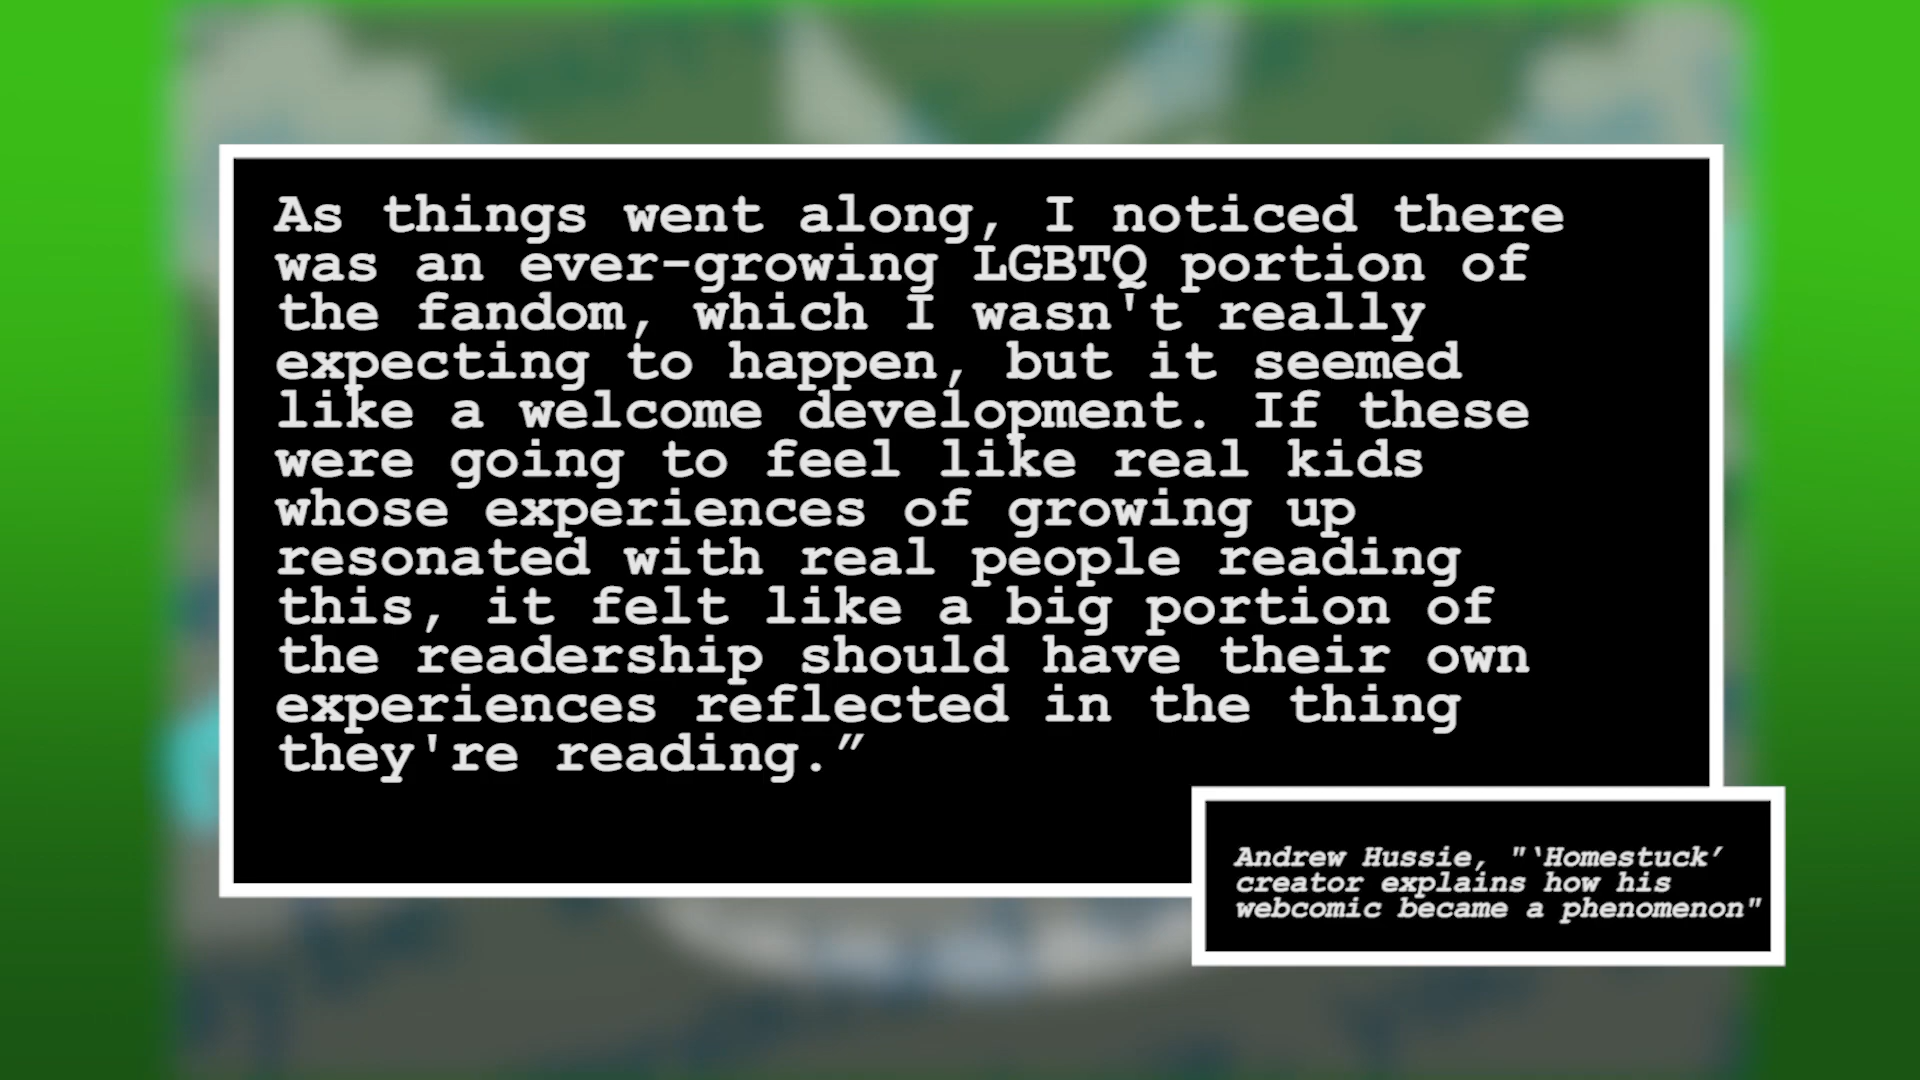 As things went along, I noticed there
was an ever-growing LGBTQ portion of
the fandom, which I wasn't really
expecting to happen, but it seemed
like a welcome development. If these
were going to feel like real kids
whose experiences of growing up
resonated with real people reading
this, it felt like a big portion of
the readership should have their own
experiences reflected in the thing
they're reading.”
Andrew Hussie, "‘Homestuck’
creator explains how his
webcomic became a phenomenon"